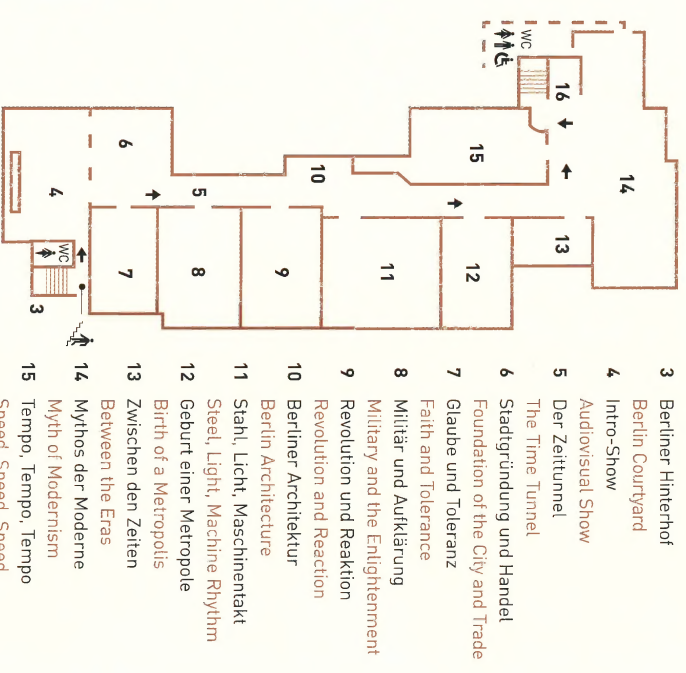 14
16
13
WC
15
12
11
10
9
5
8
6
7
WC
4
3
3 Berliner Hinterhof
Berlin Courtyard
4 Intro-Show
Audiovisual Show
5 Der Zeittunnel
The Time Tunnel
6 Stadtgründung und Handel
Foundation of the City and Trade
7 Glaube und Toleranz
Faith and Tolerance
8 Militär und Aufklärung
Military and the Enlightenment
9 Revolution und Reaktion
Revolution and Reaction
10 Berliner Architektur
Berlin Architecture
11 Stahl, Licht, Maschinentakt
Steel, Light, Machine Rhythm
12 Geburt einer Metropole
Birth of a Metropolis
13 Zwischen den Zeiten
Between the Eras
14 Mythos der Moderne
Myth of Modernism
15 Tempo, Tempo, Tempo
Speed, Speed, Speed